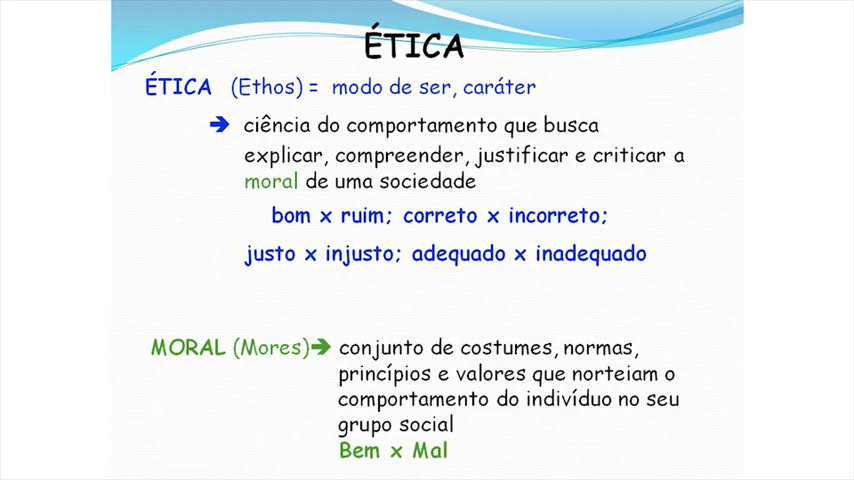 ÉTICA
ÉTICA (Ethos) = modo de ser, caráter
ciência do comportamento que busca
explicar, compreender, justificar e criticar a
moral de uma sociedade
bom x ruim; correto x incorreto;
justo x injusto; adequado x inadequado
MORAL (Mores) conjunto de costumes, normas,
princípios e valores que norteiam o
comportamento do indivíduo no seu
grupo social
Bem x Mal